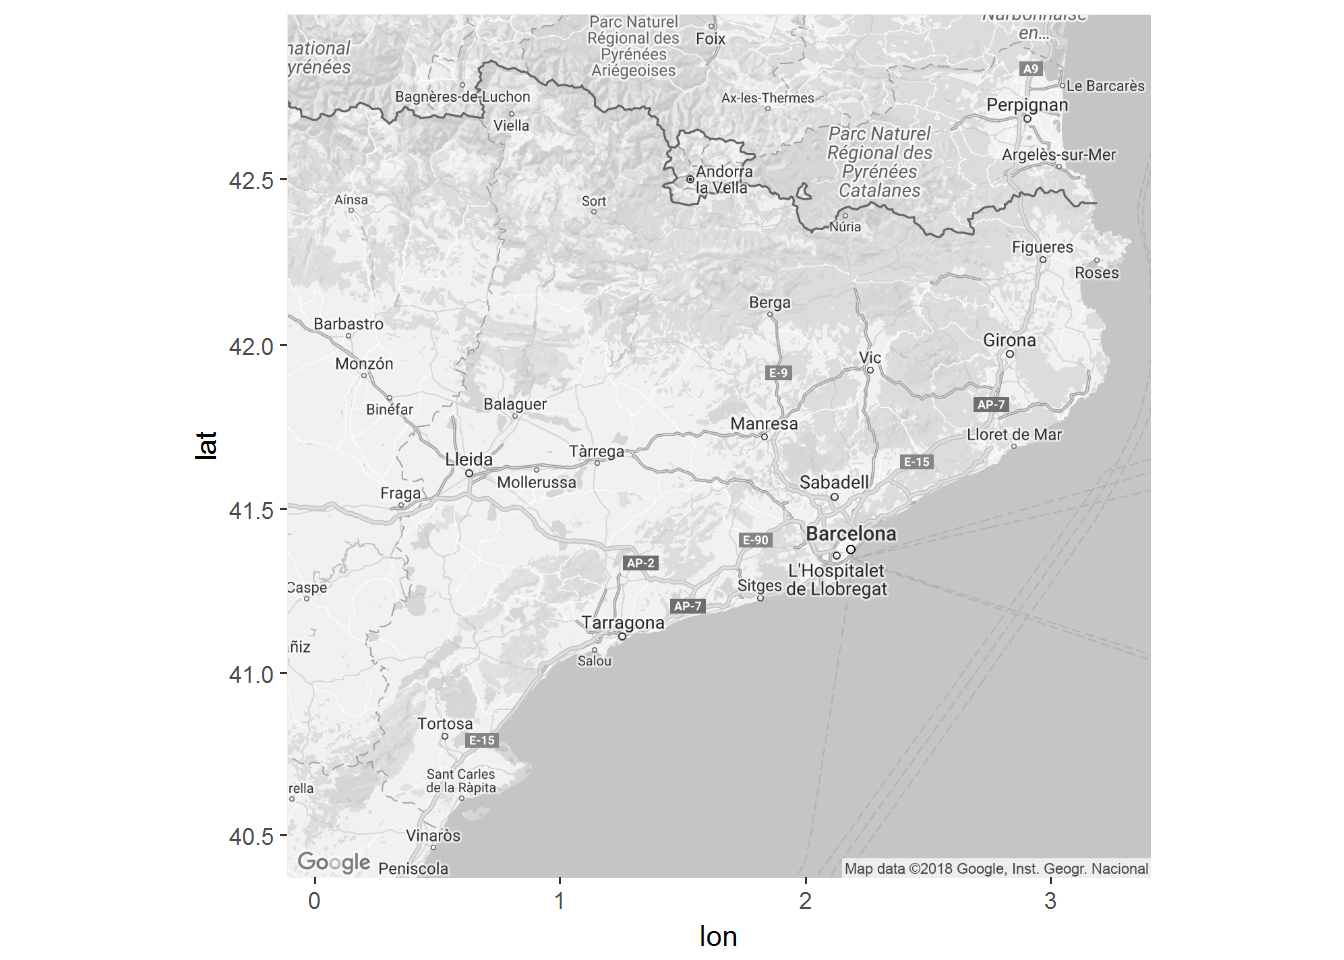 Narbonnaise
en...
Parc Naturel
Régional des
Pyrénées
Ariégeoises
Foix
national
yrénées
A9
Le Barcarès
Bagnères-de-Luchon
Ax-les-Thermes
Perpignan
Viella
Parc Naturel
Régional des
Pyrénées
Catalanes
Argelès-sur-Mer
Andorra
la Vella
42.5
Aínsa
Sort
Núria
Figueres
Roses
Berga
Barbastro
42.0
Girona
Monzón
Vic
E-9
Binéfar
Balaguer
AP-7
Manresa
Lloret de Mar
lat
Lleida
Tàrrega
E-15
Mollerussa
Sabadell
Fraga
41.5
Barcelona
E-90
AP-2
L'Hospitalet
de Llobregat
Caspe
Sitges
AP-7
Tarragona
ñiz
Salou
41.0
Tortosa
E-15
Sant Carles
de la Ràpita
rella
40.5
Vinaròs
Google
Peniscola
Map data ©2018 Google, Inst. Geogr. Nacional
0
1
2
3
lon